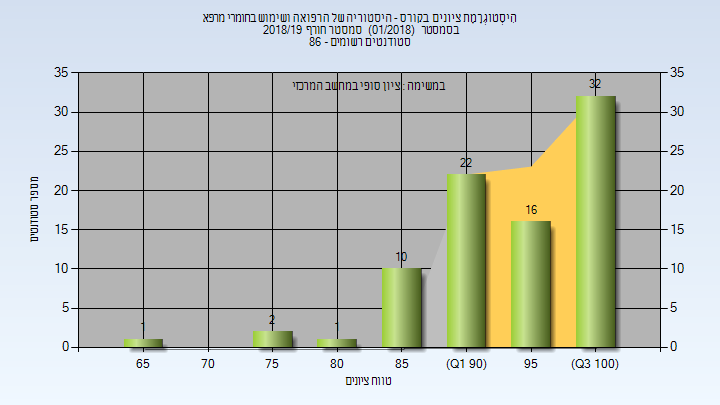 היסטוגרמת ציונים בקורס - היסטוריה של הרפואה ושימוש בחומרי מרפא
בסמסטר (01/2018) סמסטר חורף 2018/19
סטודנטים רשומים - 86
במשימה : ציון סופי במחשב המרכזי
מספר סטודנטים
35 35
30 30
25 25
20 20
15 15
10 10
5 5
0 0
1 2 1 10 22 16 32
65 70 75 80 85 (Q1 90) 95 (Q3 100)
טווח ציונים